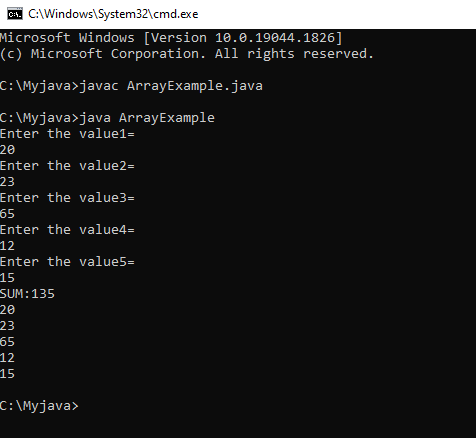 C:\Windows\System32\cmd.exe
Microsoft Windows [Version 10.0.19044.1826]
(c) Microsoft Corporation. All rights reserved.
C:\Myjava>javac ArrayExample.java
C:\Myjava>java ArrayExample
Enter the value1=
20
Enter the value2=
23
Enter the value3=
65
Enter the value4=
12
Enter the value5=
15
SUM:135
20
23
65
12
15
C:\Myjava>